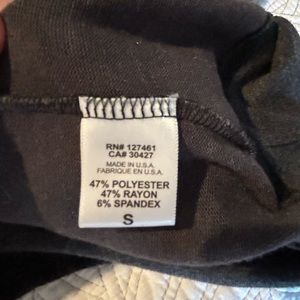 RN# 127461
CA# 30427
MADE IN U.S.A.
FABRIQUE EN U.S.A.
47% POLYESTER
47% RAYON
6% SPANDEX
S